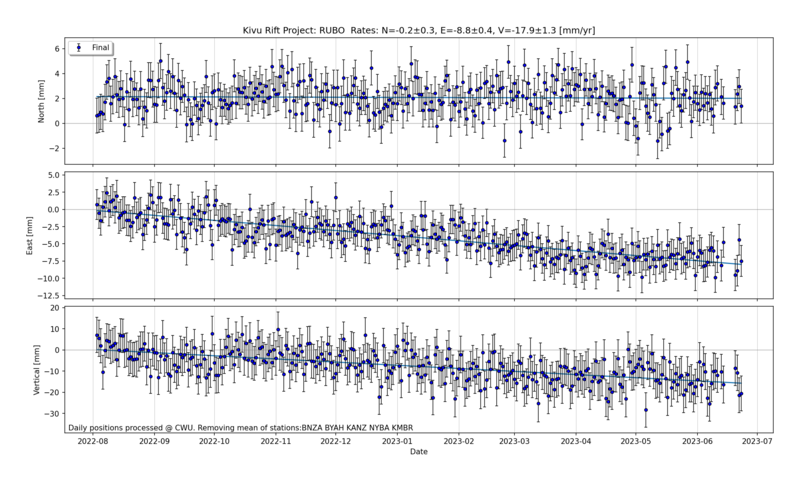 Kivu Rift Project: RUBO Rates: N=-0.2±0.3, E=-8.8±0.4, V=-17.9±1.3 [mm/yr]
Final
North [mm]
6
4
2
0
−2
East [mm]
5.0
2.5
0.0
−2.5
−5.0
−7.5
−10.0
−12.5
Vertical [mm]
20
10
0
−10
−20
−30
Daily positions processed @ CWU. Removing mean of stations:BNZA BYAH KANZ NYBA KMBR
2022-08 2022-09 2022-10 2022-11 2022-12 2023-01 2023-02 2023-03 2023-04 2023-05 2023-06 2023-07
Date